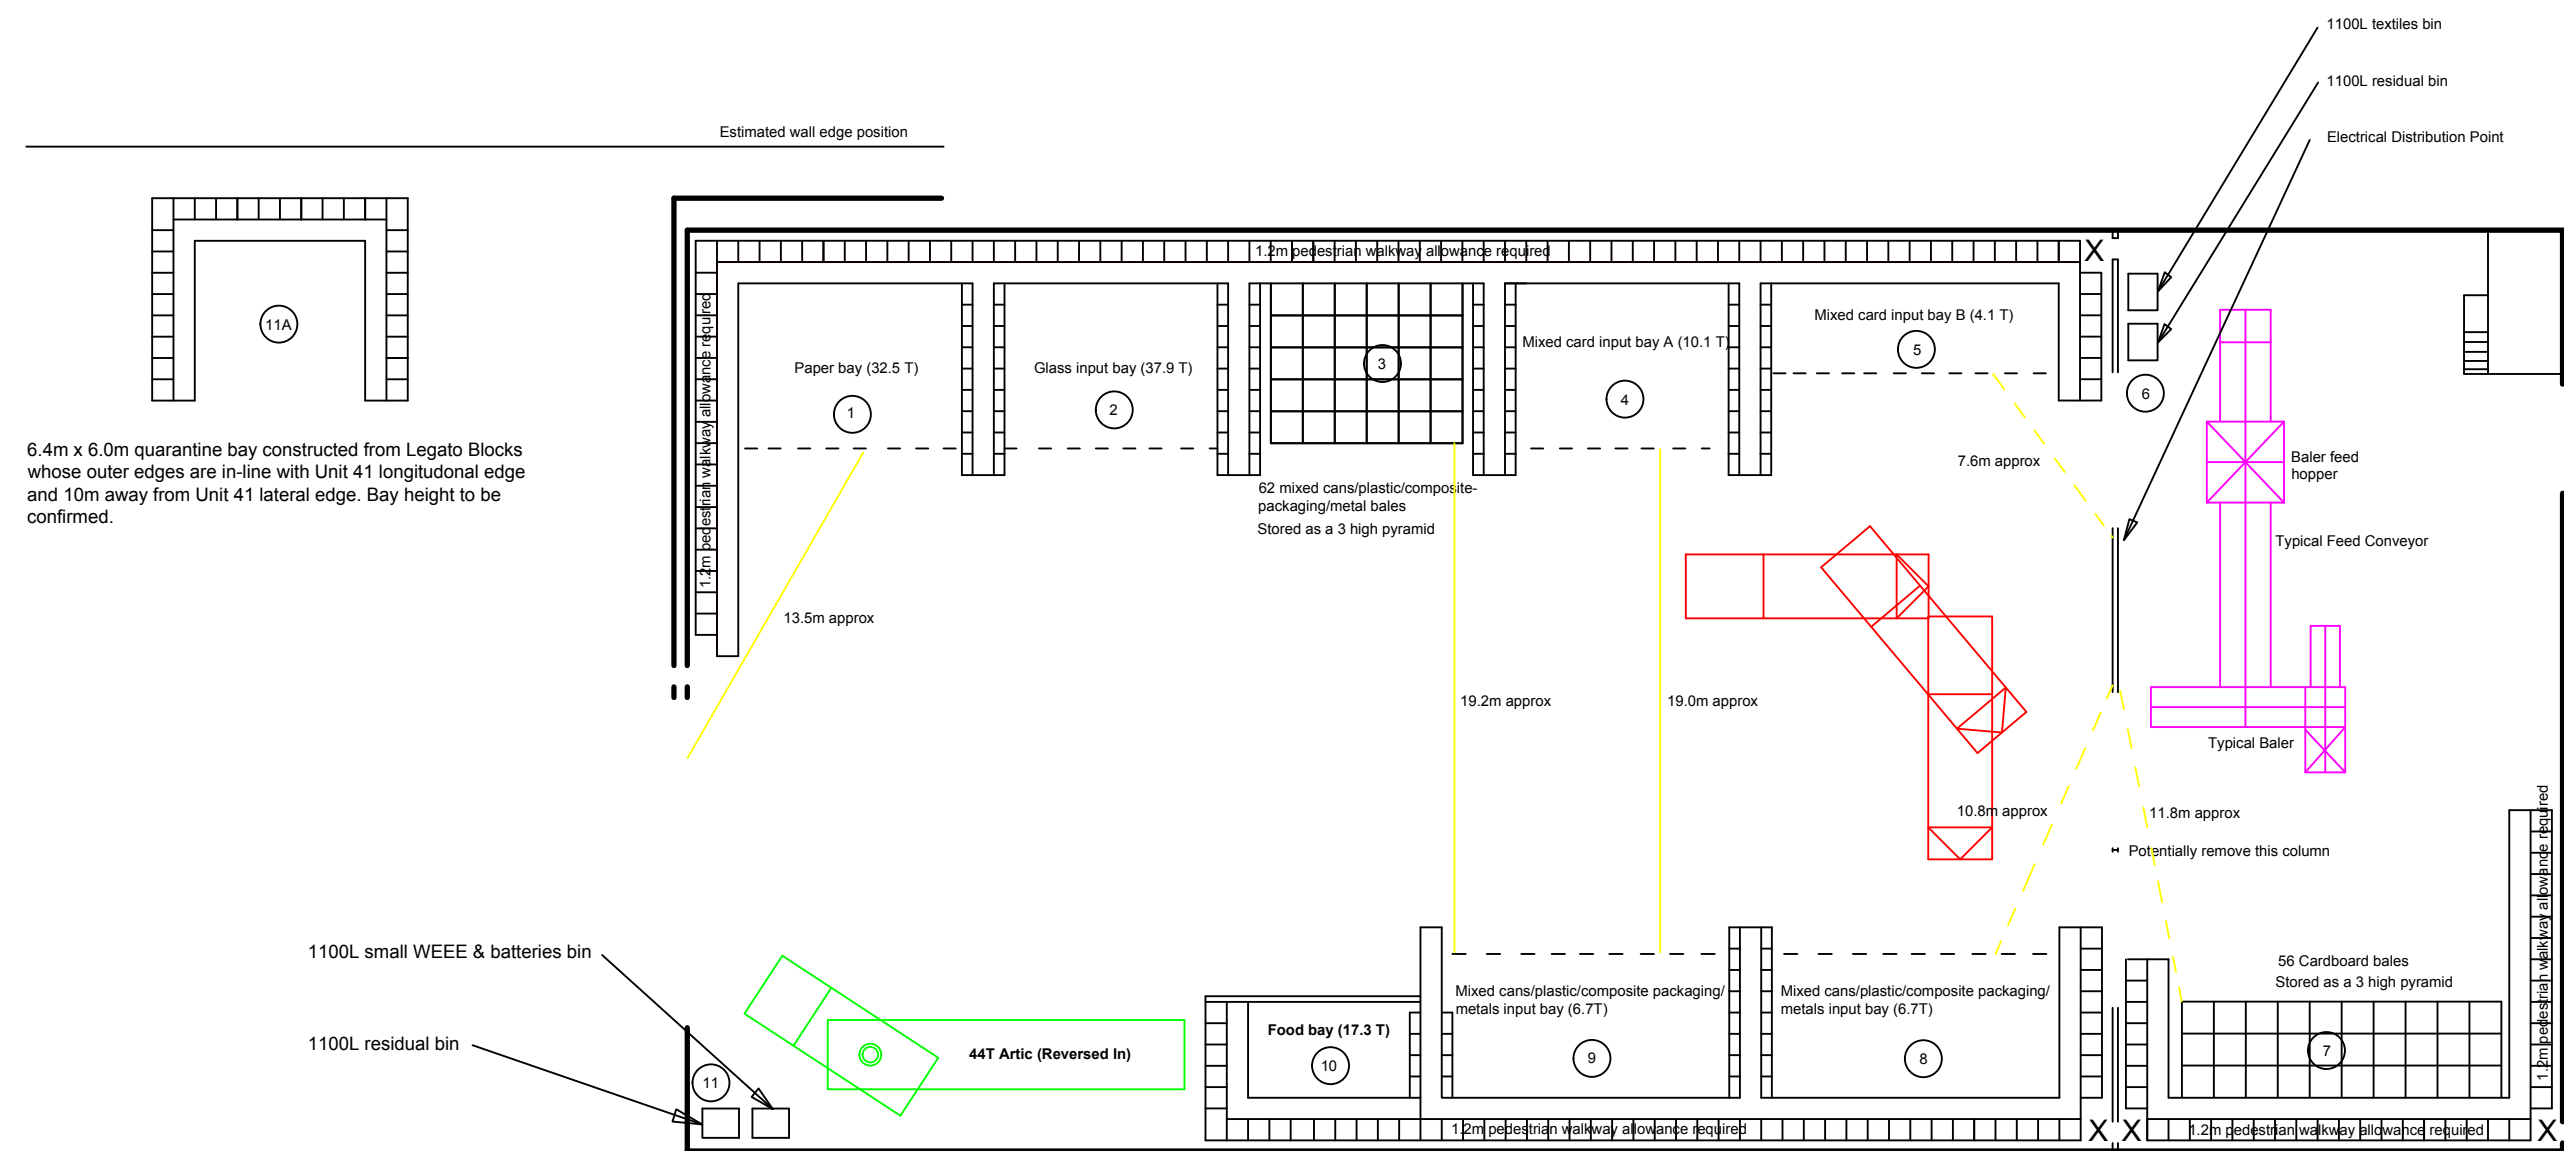 1100L textiles bin
1100L residual bin
Electrical Distribution Point
Estimated wall edge position
1.2m pedestrian walkway allowance required
X
11A
6.4m x 6.0m quarantine bay constructed from Legato Blocks
whose outer edges are in-line with Unit 41 longitudonal edge
and 10m away from Unit 41 lateral edge. Bay height to be
confirmed.
1.2m pedestrian walkway allowance required
Paper bay (32.5 T)
1
Glass input bay (37.9 T)
2
3
62 mixed cans/plastic/composite-
packaging/metal bales
Stored as a 3 high pyramid
Mixed card input bay A (10.1 T)
4
Mixed card input bay B (4.1 T)
5
6
7.6m approx
Baler feed
hopper
Typical Feed Conveyor
13.5m approx
19.2m approx
19.0m approx
Typical Baler
10.8m approx
11.8m approx
Potentially remove this column
1.2m pedestrian walkway allowance required
1100L small WEEE & batteries bin
1100L residual bin
11
44T Artic (Reversed In)
Food bay (17.3 T)
10
Mixed cans/plastic/composite packaging/
metals input bay (6.7T)
9
Mixed cans/plastic/composite packaging/
metals input bay (6.7T)
8
56 Cardboard bales
Stored as a 3 high pyramid
7
1.2m pedestrian walkway allowance required
X
X
1.2m pedestrian walkway allowance required
X